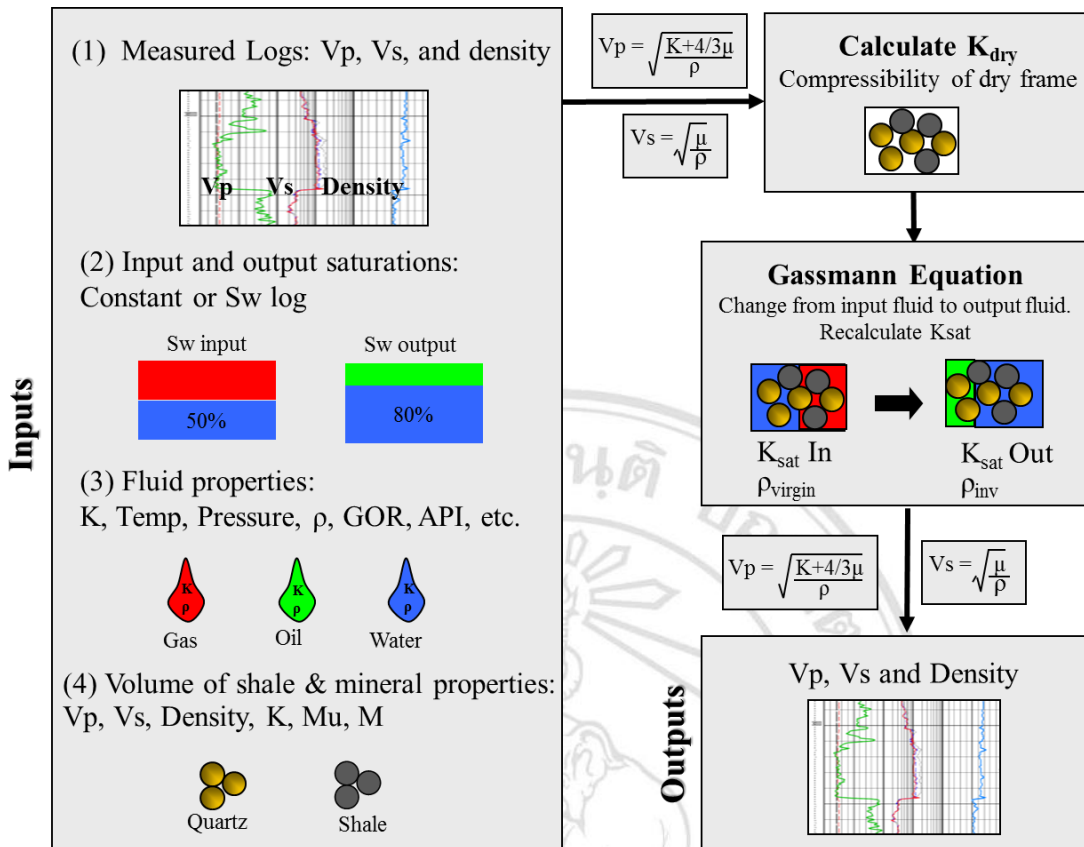 Inputs
(1) Measured Logs: Vp, Vs, and density
Vp Vs Density
(2) Input and output saturations:
Constant or Sw log
Sw input
50%
Sw output
80%
(3) Fluid properties:
K, Temp, Pressure, ρ, GOR, API, etc.
K
ρ
Gas
K
ρ
Oil
K
ρ
Water
(4) Volume of shale & mineral properties:
Vp, Vs, Density, K, Mu, M
Quartz
Shale
Vp = √((K+4/3μ)/ρ)
Vs = √(μ/ρ)
Calculate Kdry
Compressibility of dry frame
Gassmann Equation
Change from input fluid to output fluid.
Recalculate Ksat
Ksat In
ρvirgin
Ksat Out
ρinv
Vp = √((K+4/3μ)/ρ)
Vs = √(μ/ρ)
Outputs
Vp, Vs and Density